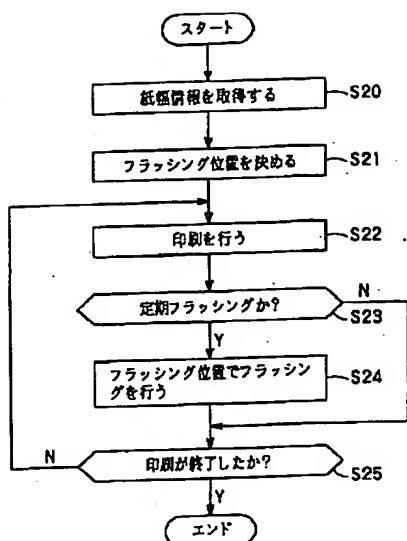 スタート
紙幅情報を取得する
S20
フラッシング位置を決める
S21
印刷を行う
S22
定期フラッシングか?
N
S23
Y
フラッシング位置でフラッシン
グを行う
S24
N
印刷が終了したか?
S25
Y
エンド